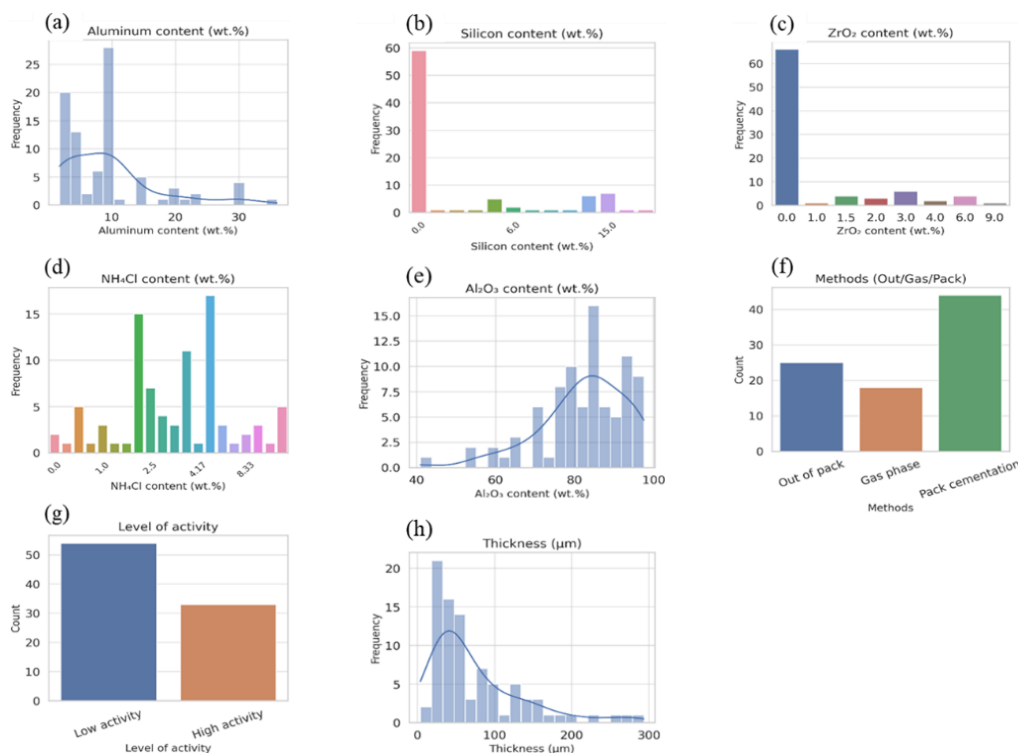 (a)
Aluminum content (wt.%)
25
20
15
10
5
0
Frequency
10
20
30
Aluminum content (wt.%)
(b)
Silicon content (wt.%)
60
50
40
30
20
10
0
Frequency
0.0
6.0
15.0
Silicon content (wt.%)
(c)
ZrO₂ content (wt.%)
60
50
40
30
20
10
0
Frequency
0.0 1.0 1.5 2.0 3.0 4.0 6.0 9.0
ZrO₂ content (wt.%)
(d)
NH₄Cl content (wt.%)
15
10
5
0
Frequency
0.0
1.0
2.5
4.17
8.33
NH₄Cl content (wt.%)
(e)
Al₂O₃ content (wt.%)
15.0
12.5
10.0
7.5
5.0
2.5
0.0
Frequency
40
60
80
100
Al₂O₃ content (wt.%)
(f)
Methods (Out/Gas/Pack)
40
30
20
10
0
Count
Out of pack
Gas phase
Pack cementation
Methods
(g)
Level of activity
50
40
30
20
10
0
Count
Low activity
High activity
Level of activity
(h)
Thickness (μm)
20
15
10
5
0
Frequency
0
100
200
300
Thickness (μm)